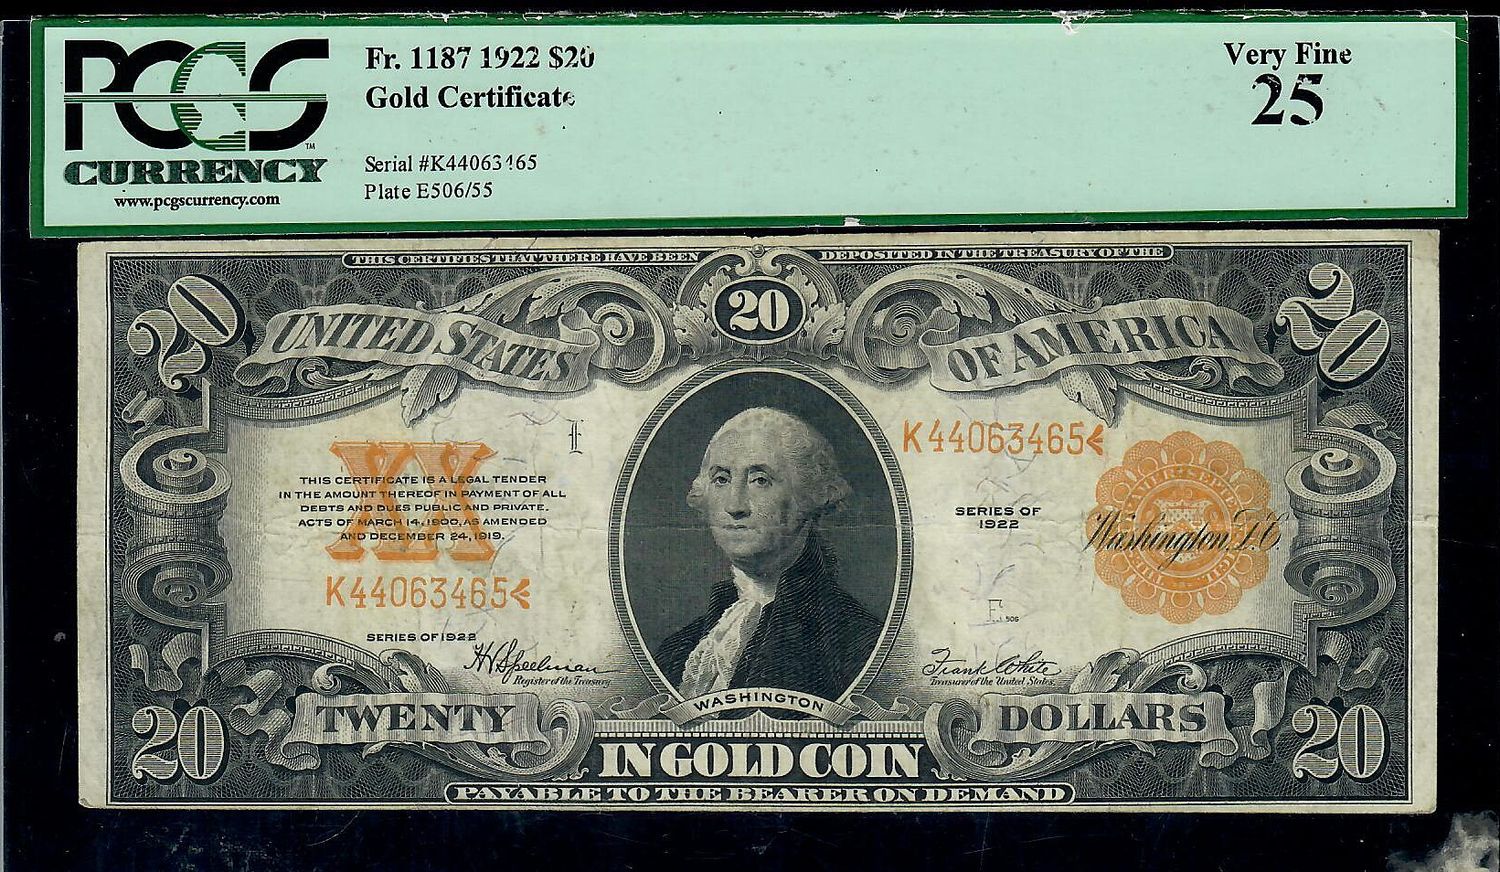 PCGS
CURRENCY
www.pcgscurrency.com
Fr. 1187 1922 $20
Gold Certificate
Serial #K44063465
Plate E506/55
Very Fine
25
THIS CERTIFIES THAT THERE HAVE BEEN
DEPOSITED IN THE TREASURY OF THE
20
20
20
UNITED STATES
OF AMERICA
XX
THIS CERTIFICATE IS A LEGAL TENDER
IN THE AMOUNT THEREOF IN PAYMENT OF ALL
DEBTS AND DUES PUBLIC AND PRIVATE.
ACTS OF MARCH 14, 1900, AS AMENDED
AND DECEMBER 24, 1919.
K44063465
SERIES OF 1922
H V Speelman
Register of the Treasury.
K44063465
SERIES OF
1922
Washington, D.C.
E 506
Frank White
Treasurer of the United States.
WASHINGTON
20
TWENTY
DOLLARS
20
IN GOLD COIN
PAYABLE TO THE BEARER ON DEMAND